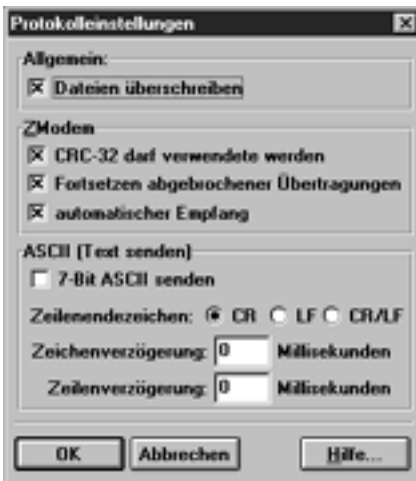 Protokolleinstellungen
Allgemein:
Dateien überschreiben
ZModem
CRC-32 darf verwendete werden
Fortsetzen abgebrochener Übertragungen
automatischer Empfang
ASCII (Text senden)
7-Bit ASCII senden
Zeilenendezeichen: CR LF CR/LF
Zeichenverzögerung: 0 Millisekunden
Zeilenverzögerung: 0 Millisekunden
OK Abbrechen Hilfe...